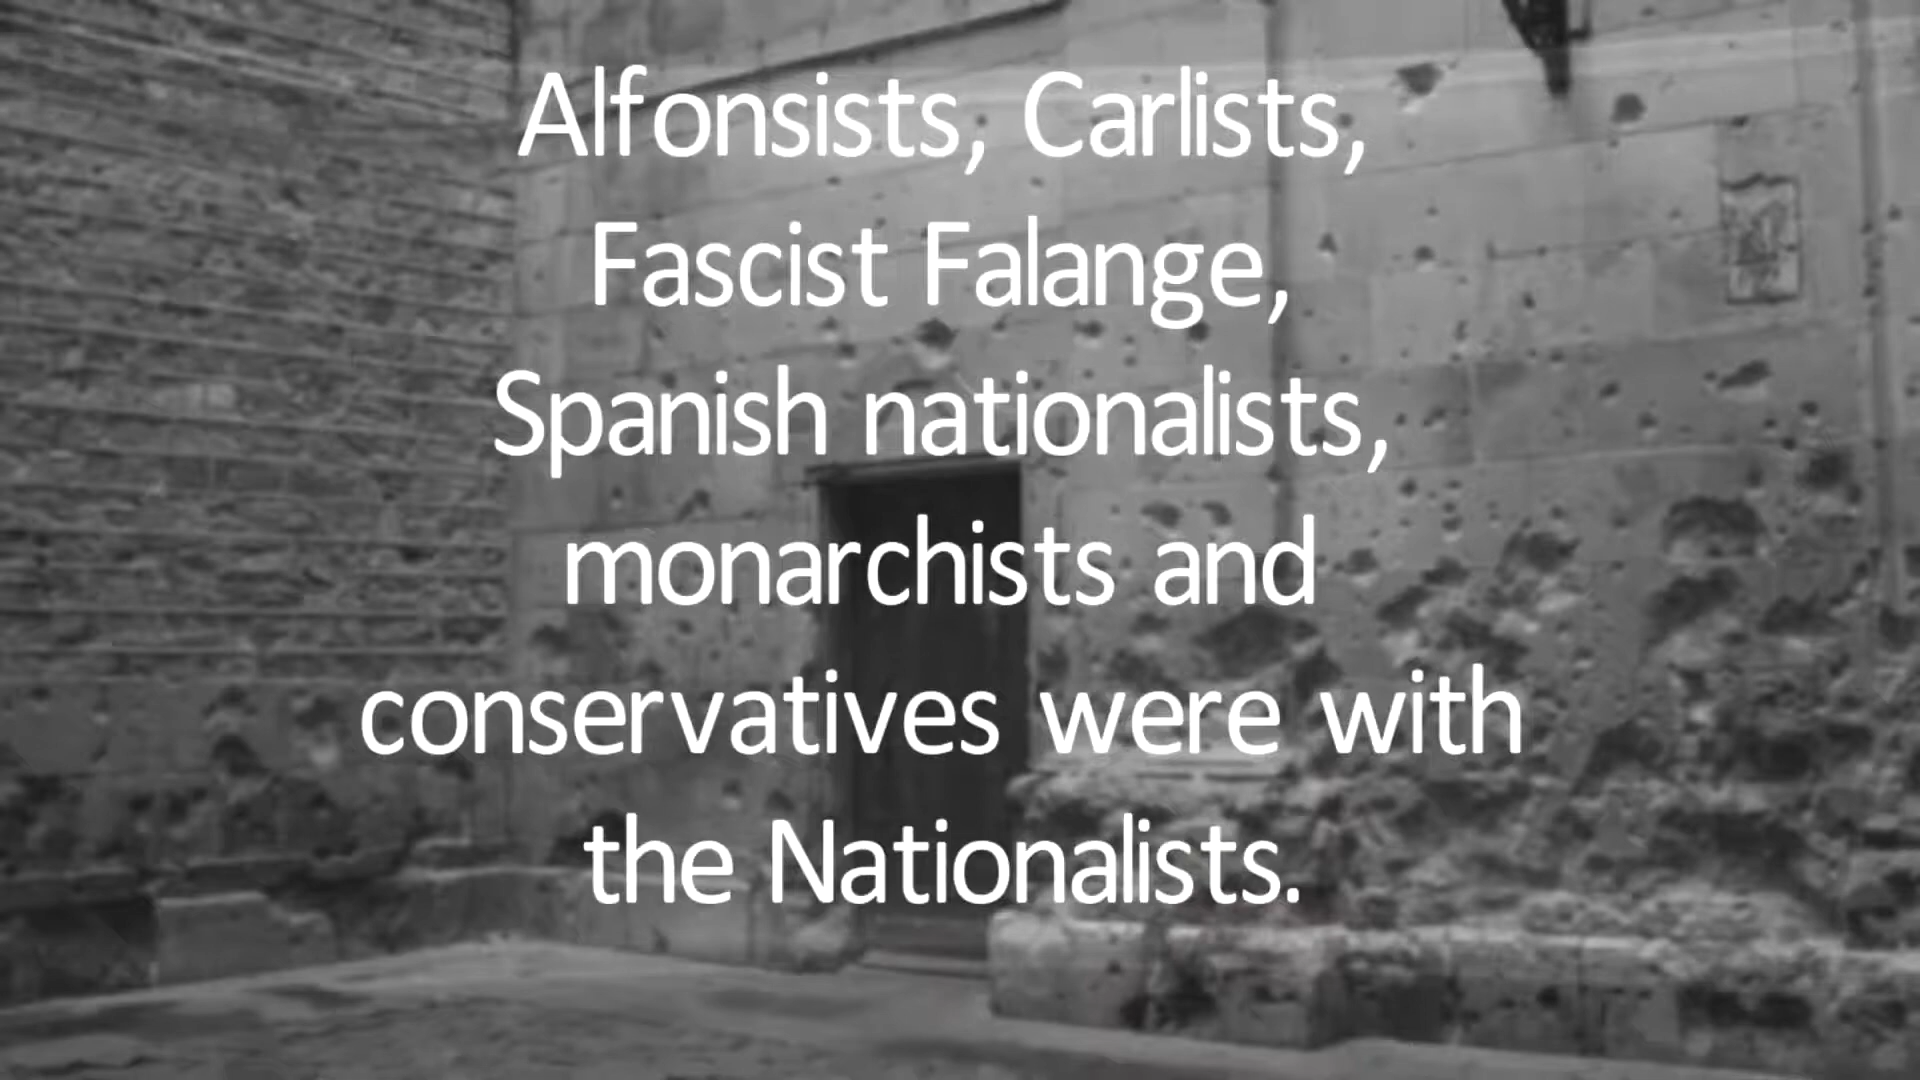 Alfonsists, Carlists,
Fascist Falange,
Spanish nationalists,
monarchists and
conservatives were with
the Nationalists.